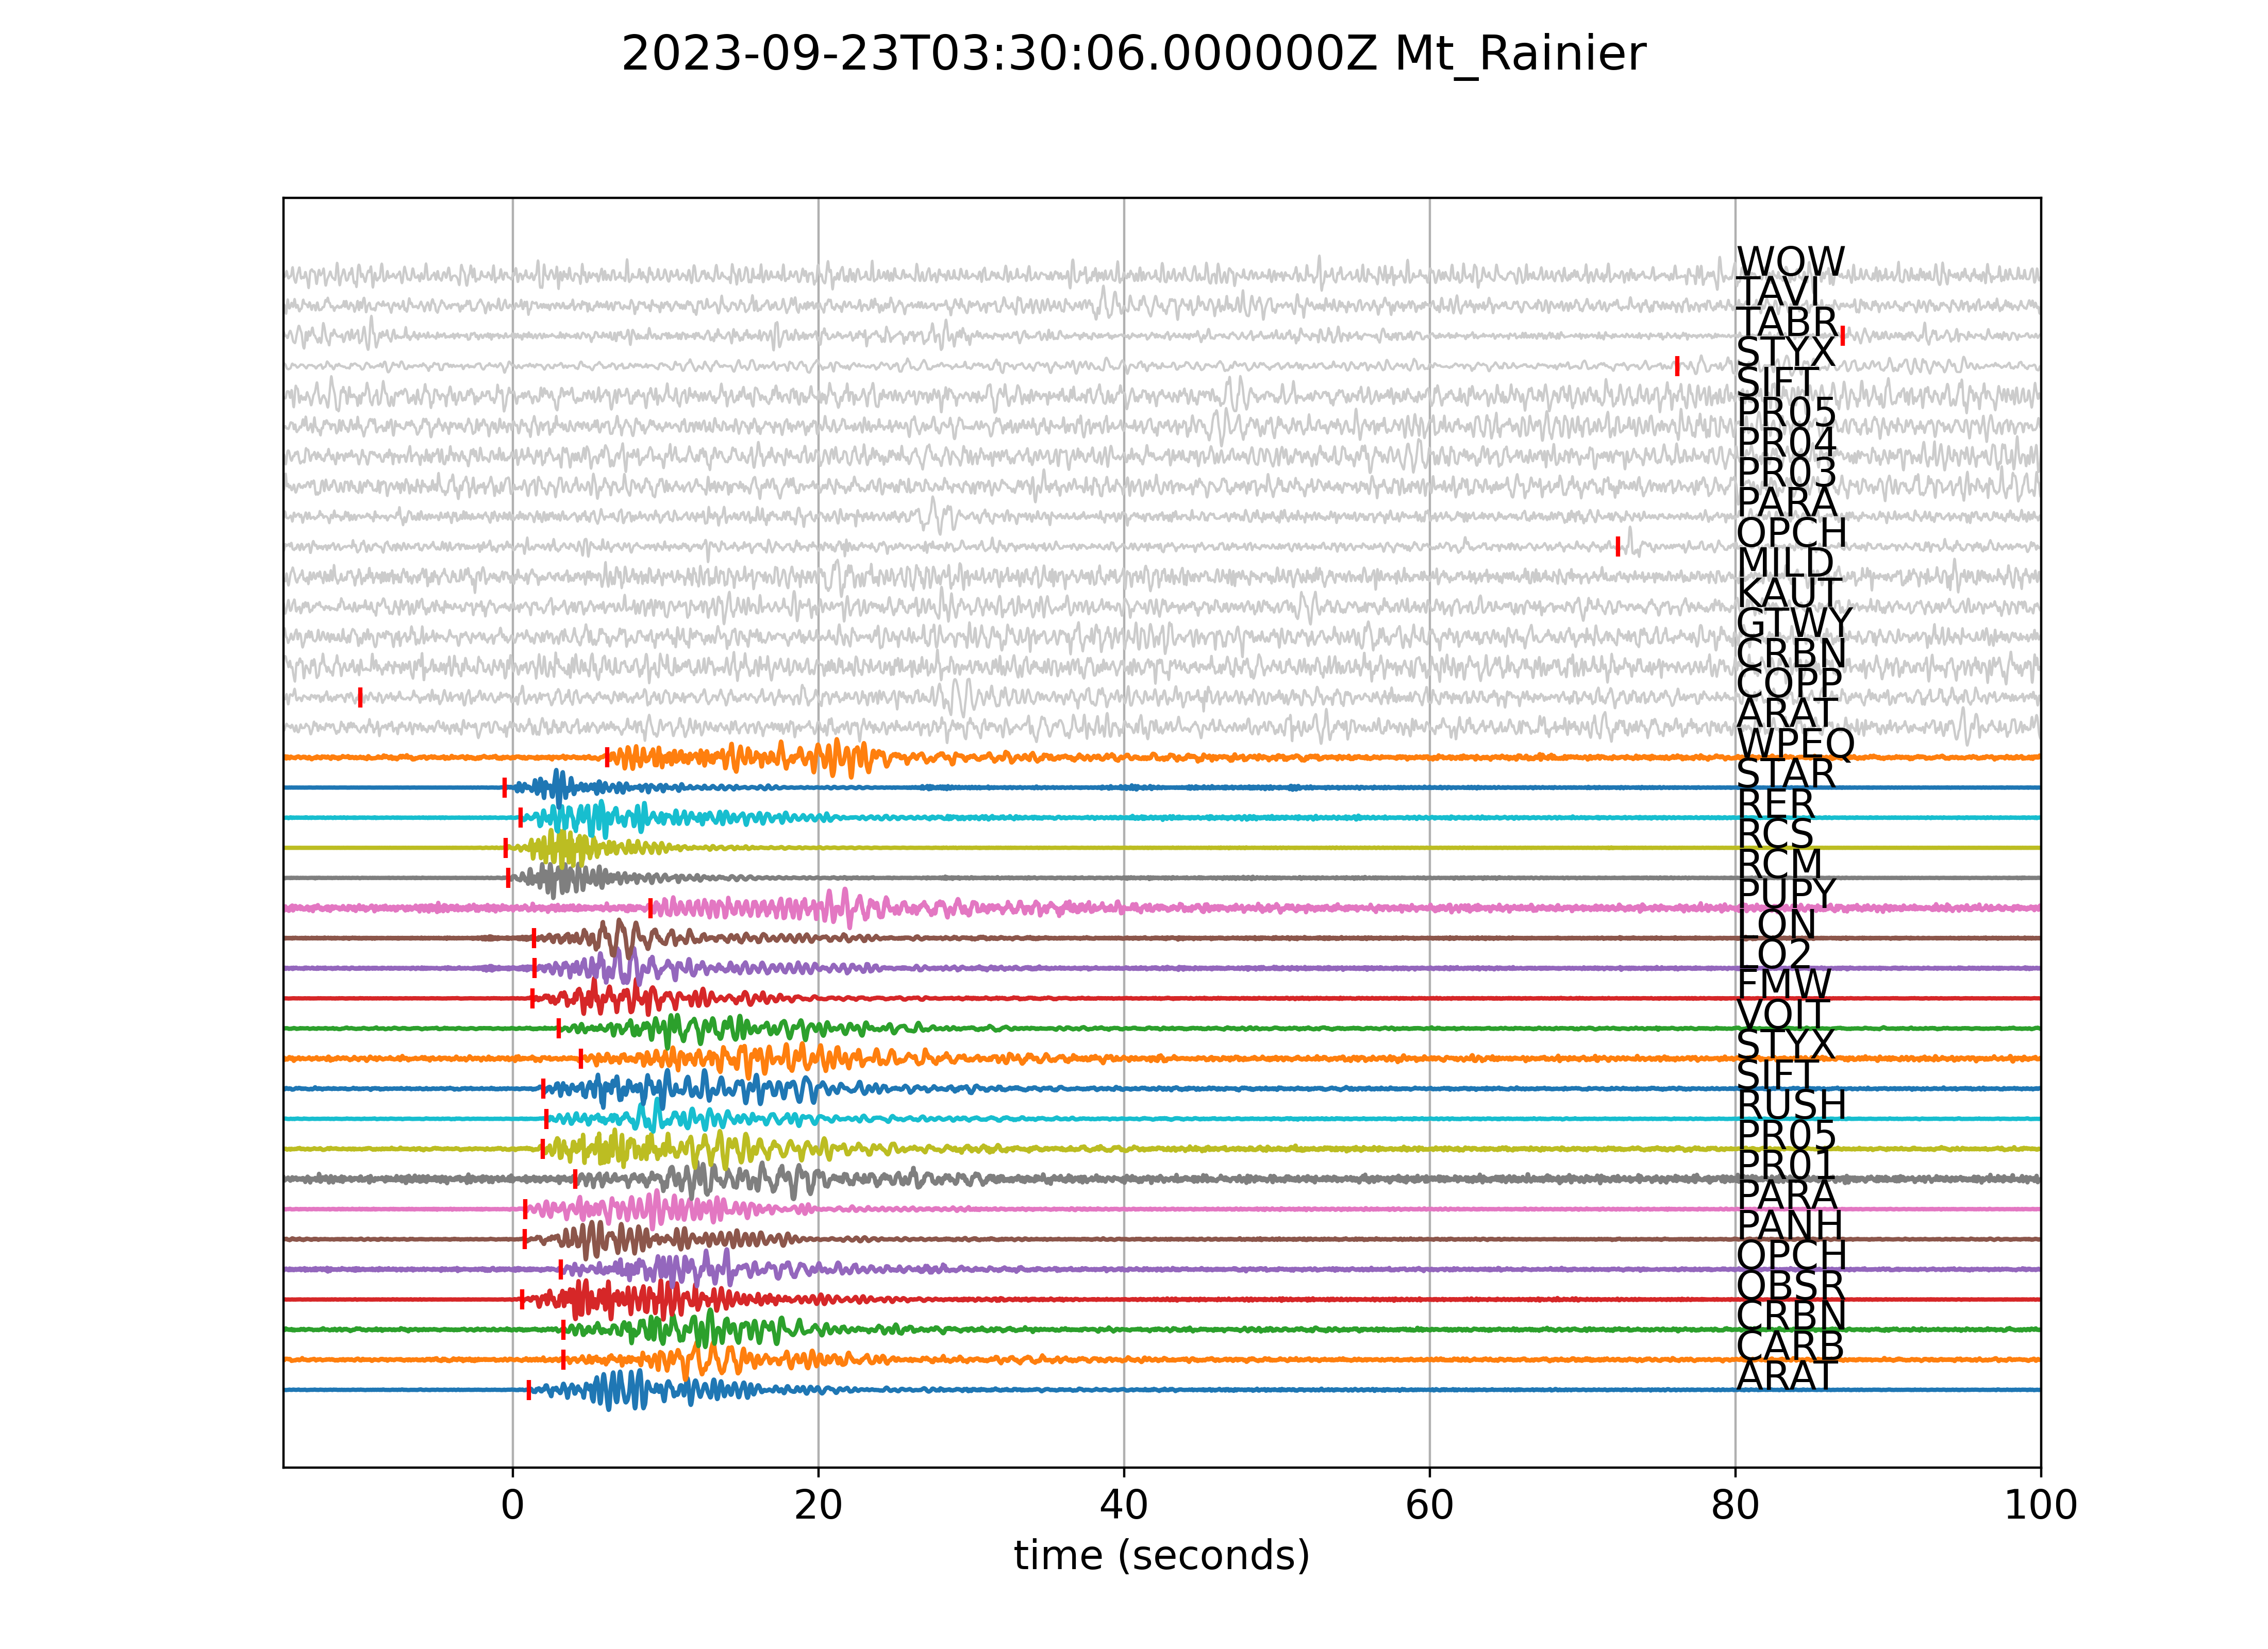 2023-09-23T03:30:06.000000Z Mt_Rainier
WOW
TAVI
TABR
STYX
SIFT
PR05
PR04
PR03
PARA
OPCH
MILD
KAUT
GTWY
CRBN
COPP
ARAT
WPEQ
STAR
RER
RCS
RCM
PUPY
LON
LO2
FMW
VOIT
STYX
SIFT
RUSH
PR05
PR01
PARA
PANH
OPCH
OBSR
CRBN
CARB
ARAT
0 20 40 60 80 100
time (seconds)